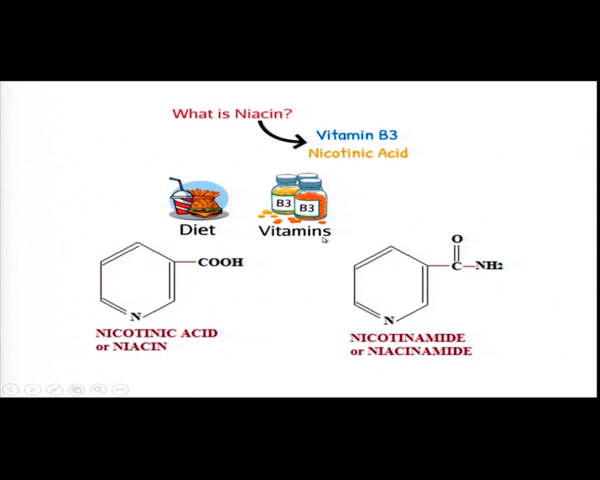 What is Niacin?
Vitamin B3
Nicotinic Acid
B3
B3
Diet
Vitamins
COOH
N
NICOTINIC ACID
or NIACIN
O
C
NH2
N
NICOTINAMIDE
or NIACINAMIDE